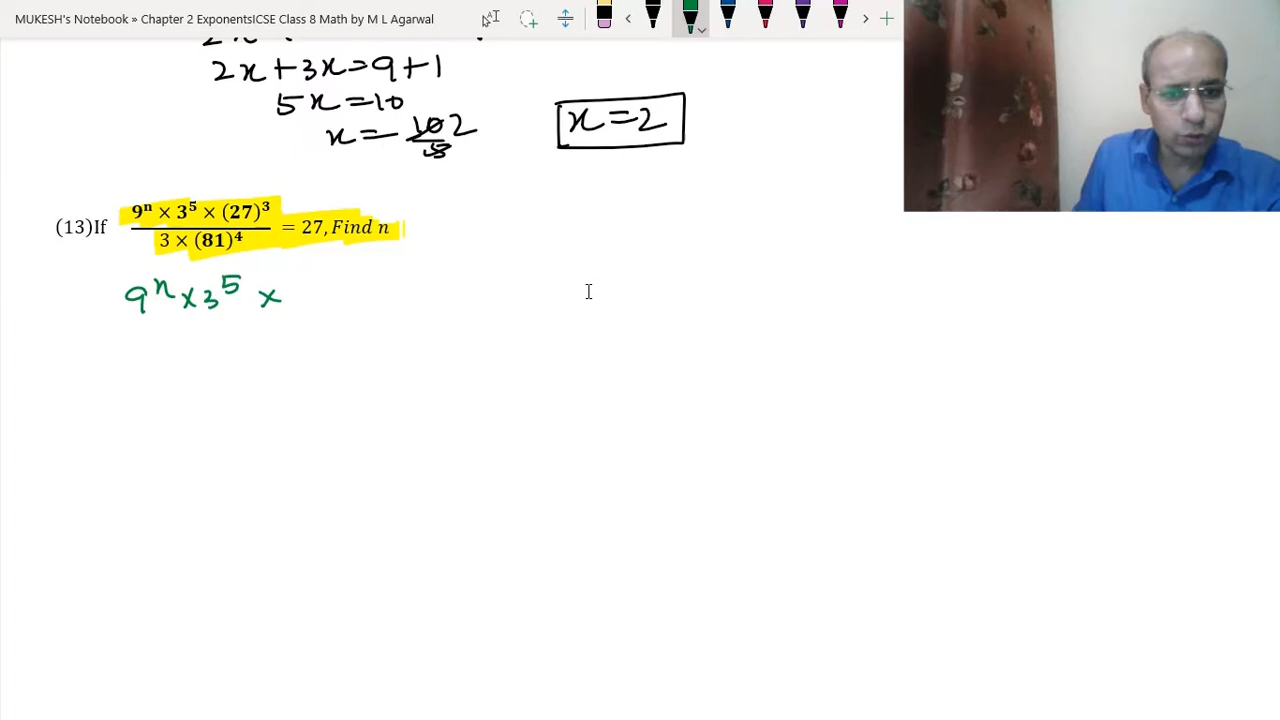 MUKESH's Notebook » Chapter 2 ExponentsICSE Class 8 Math by M L Agarwal
2x+3x=9+1
5x=10
x=10/5 2
x=2
(13)If 9ⁿ × 3⁵ × (27)³ / 3 × (81)⁴ = 27, Find n
9ⁿ×3⁵ ×